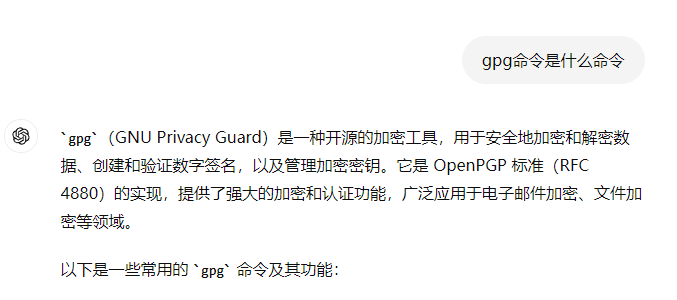 gpg命令是什么命令
`gpg`（GNU Privacy Guard）是一种开源的加密工具，用于安全地加密和解密数
据、创建和验证数字签名，以及管理加密密钥。它是 OpenPGP 标准（RFC
4880）的实现，提供了强大的加密和认证功能，广泛应用于电子邮件加密、文件加
密等领域。
以下是一些常用的 `gpg` 命令及其功能：